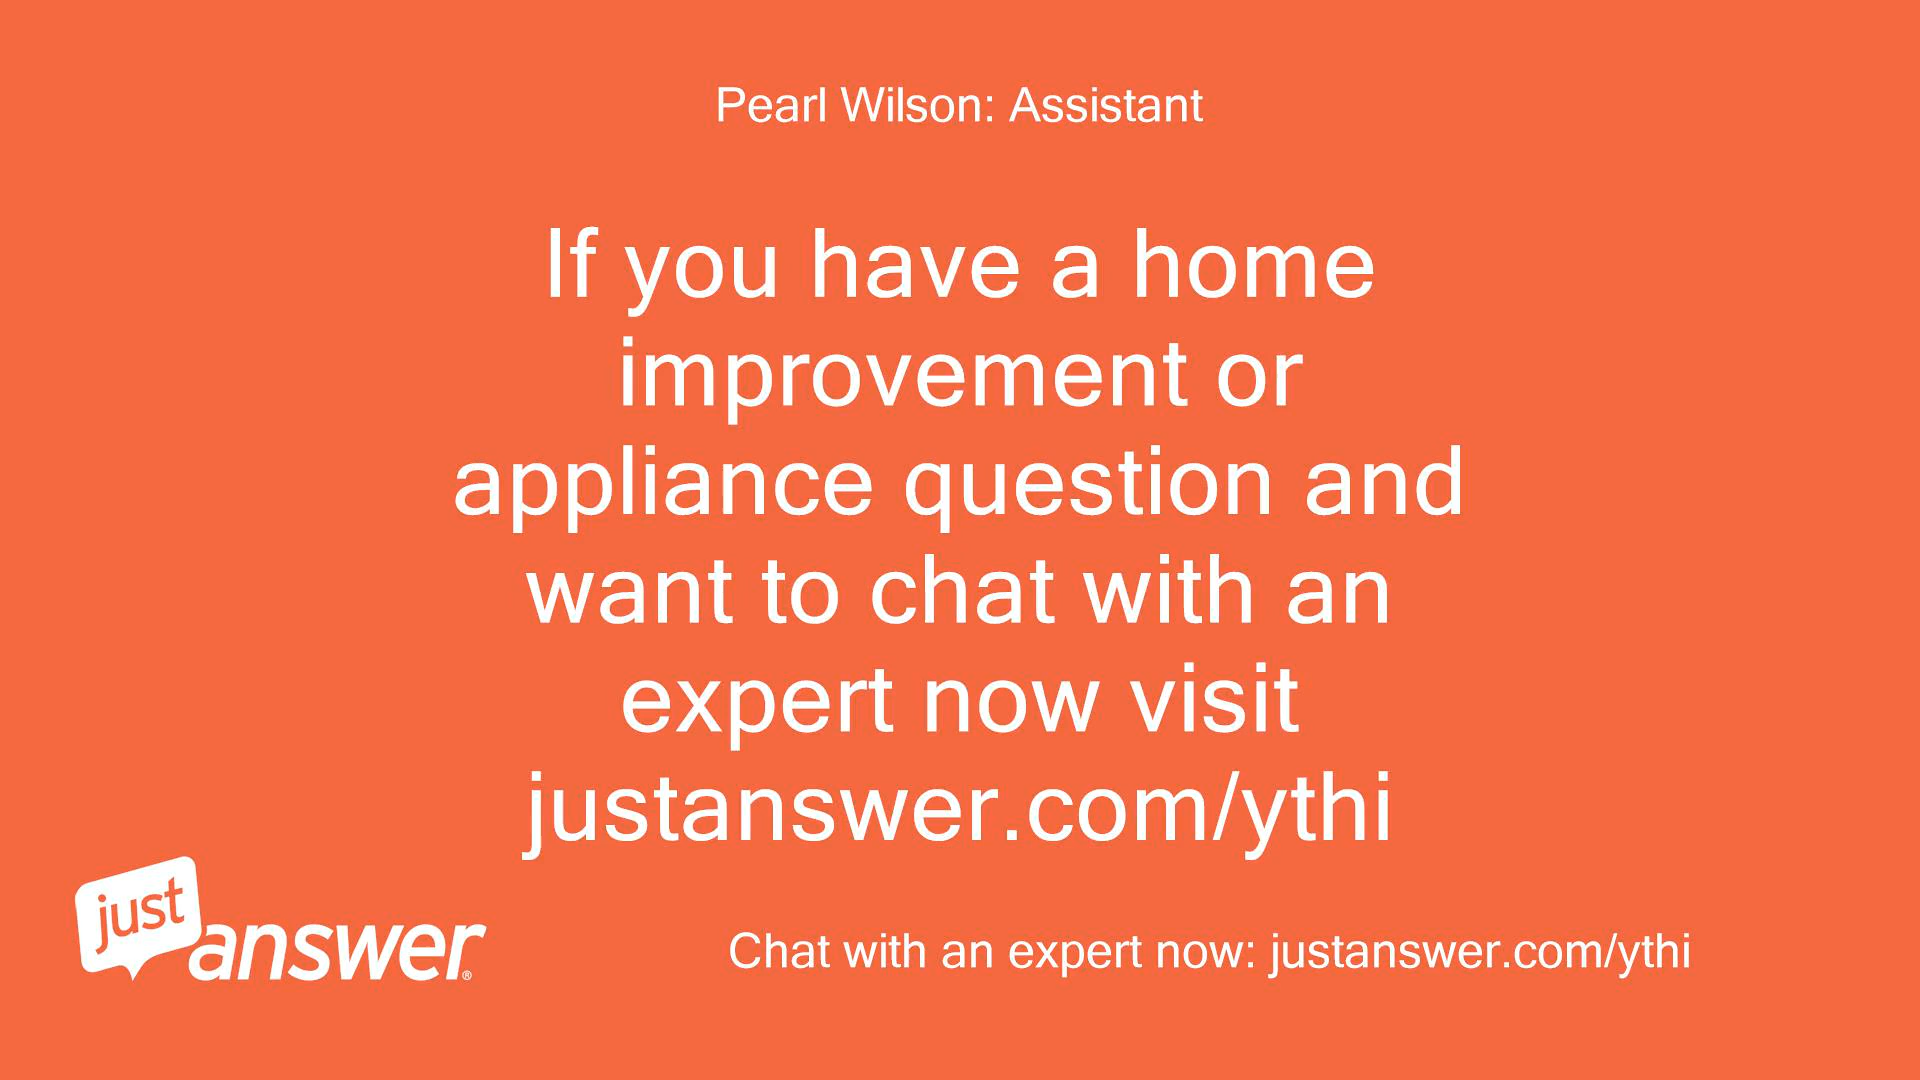 Pearl Wilson: Assistant
If you have a home
improvement or
appliance question and
want to chat with an
expert now visit
justanswer.com/ythi
just
answer®
Chat with an expert now: justanswer.com/ythi